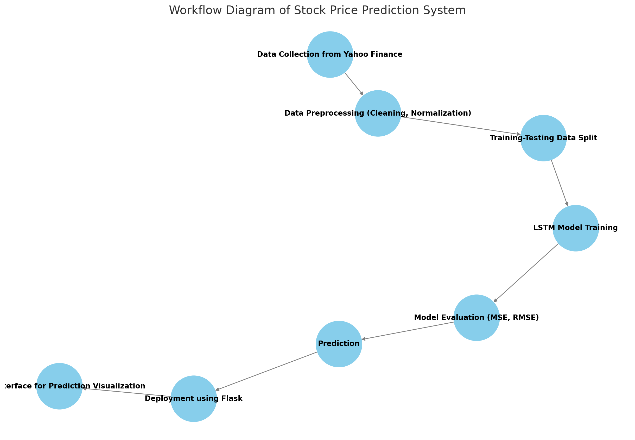 Workflow Diagram of Stock Price Prediction System
Data Collection from Yahoo Finance
Data Preprocessing (Cleaning, Normalization)
Training-Testing Data Split
LSTM Model Training
Model Evaluation (MSE, RMSE)
Prediction
Deployment using Flask
for Prediction Visualization